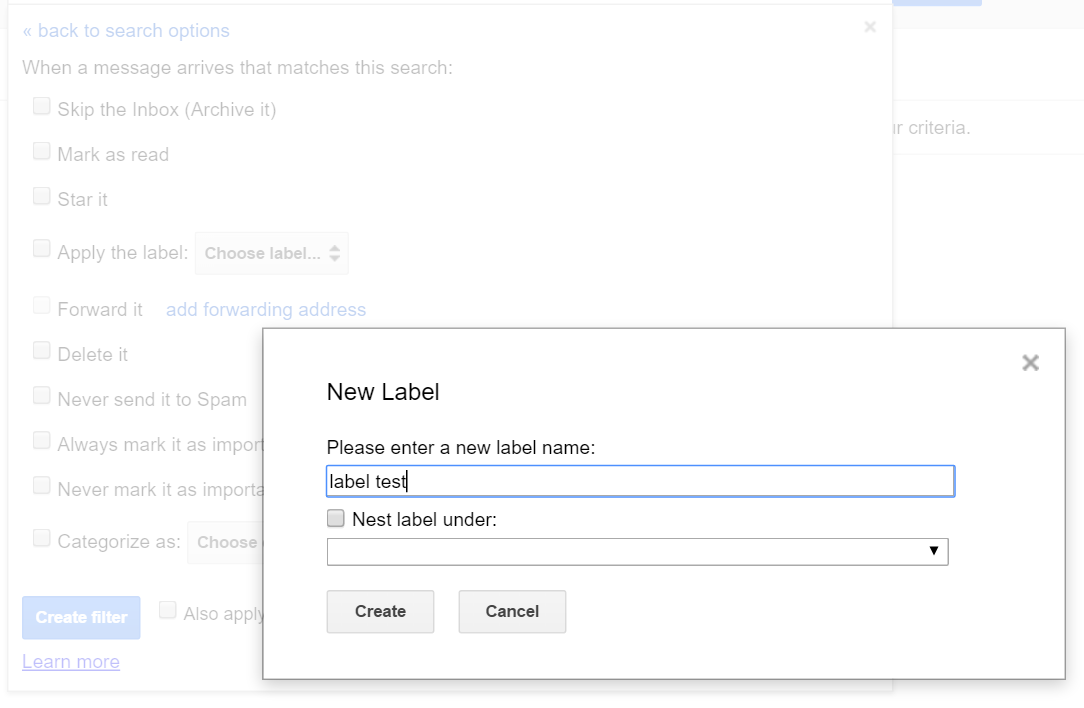 « back to search options
When a message arrives that matches this search:
Skip the Inbox (Archive it)
Mark as read
Star it
Apply the label: Choose label...
Forward it add forwarding address
Delete it
Never send it to Spam
Always mark it as import
Never mark it as importa
Categorize as: Choose
Create filter Also apply
Learn more
r criteria.
New Label
Please enter a new label name:
label test
Nest label under:
Create Cancel